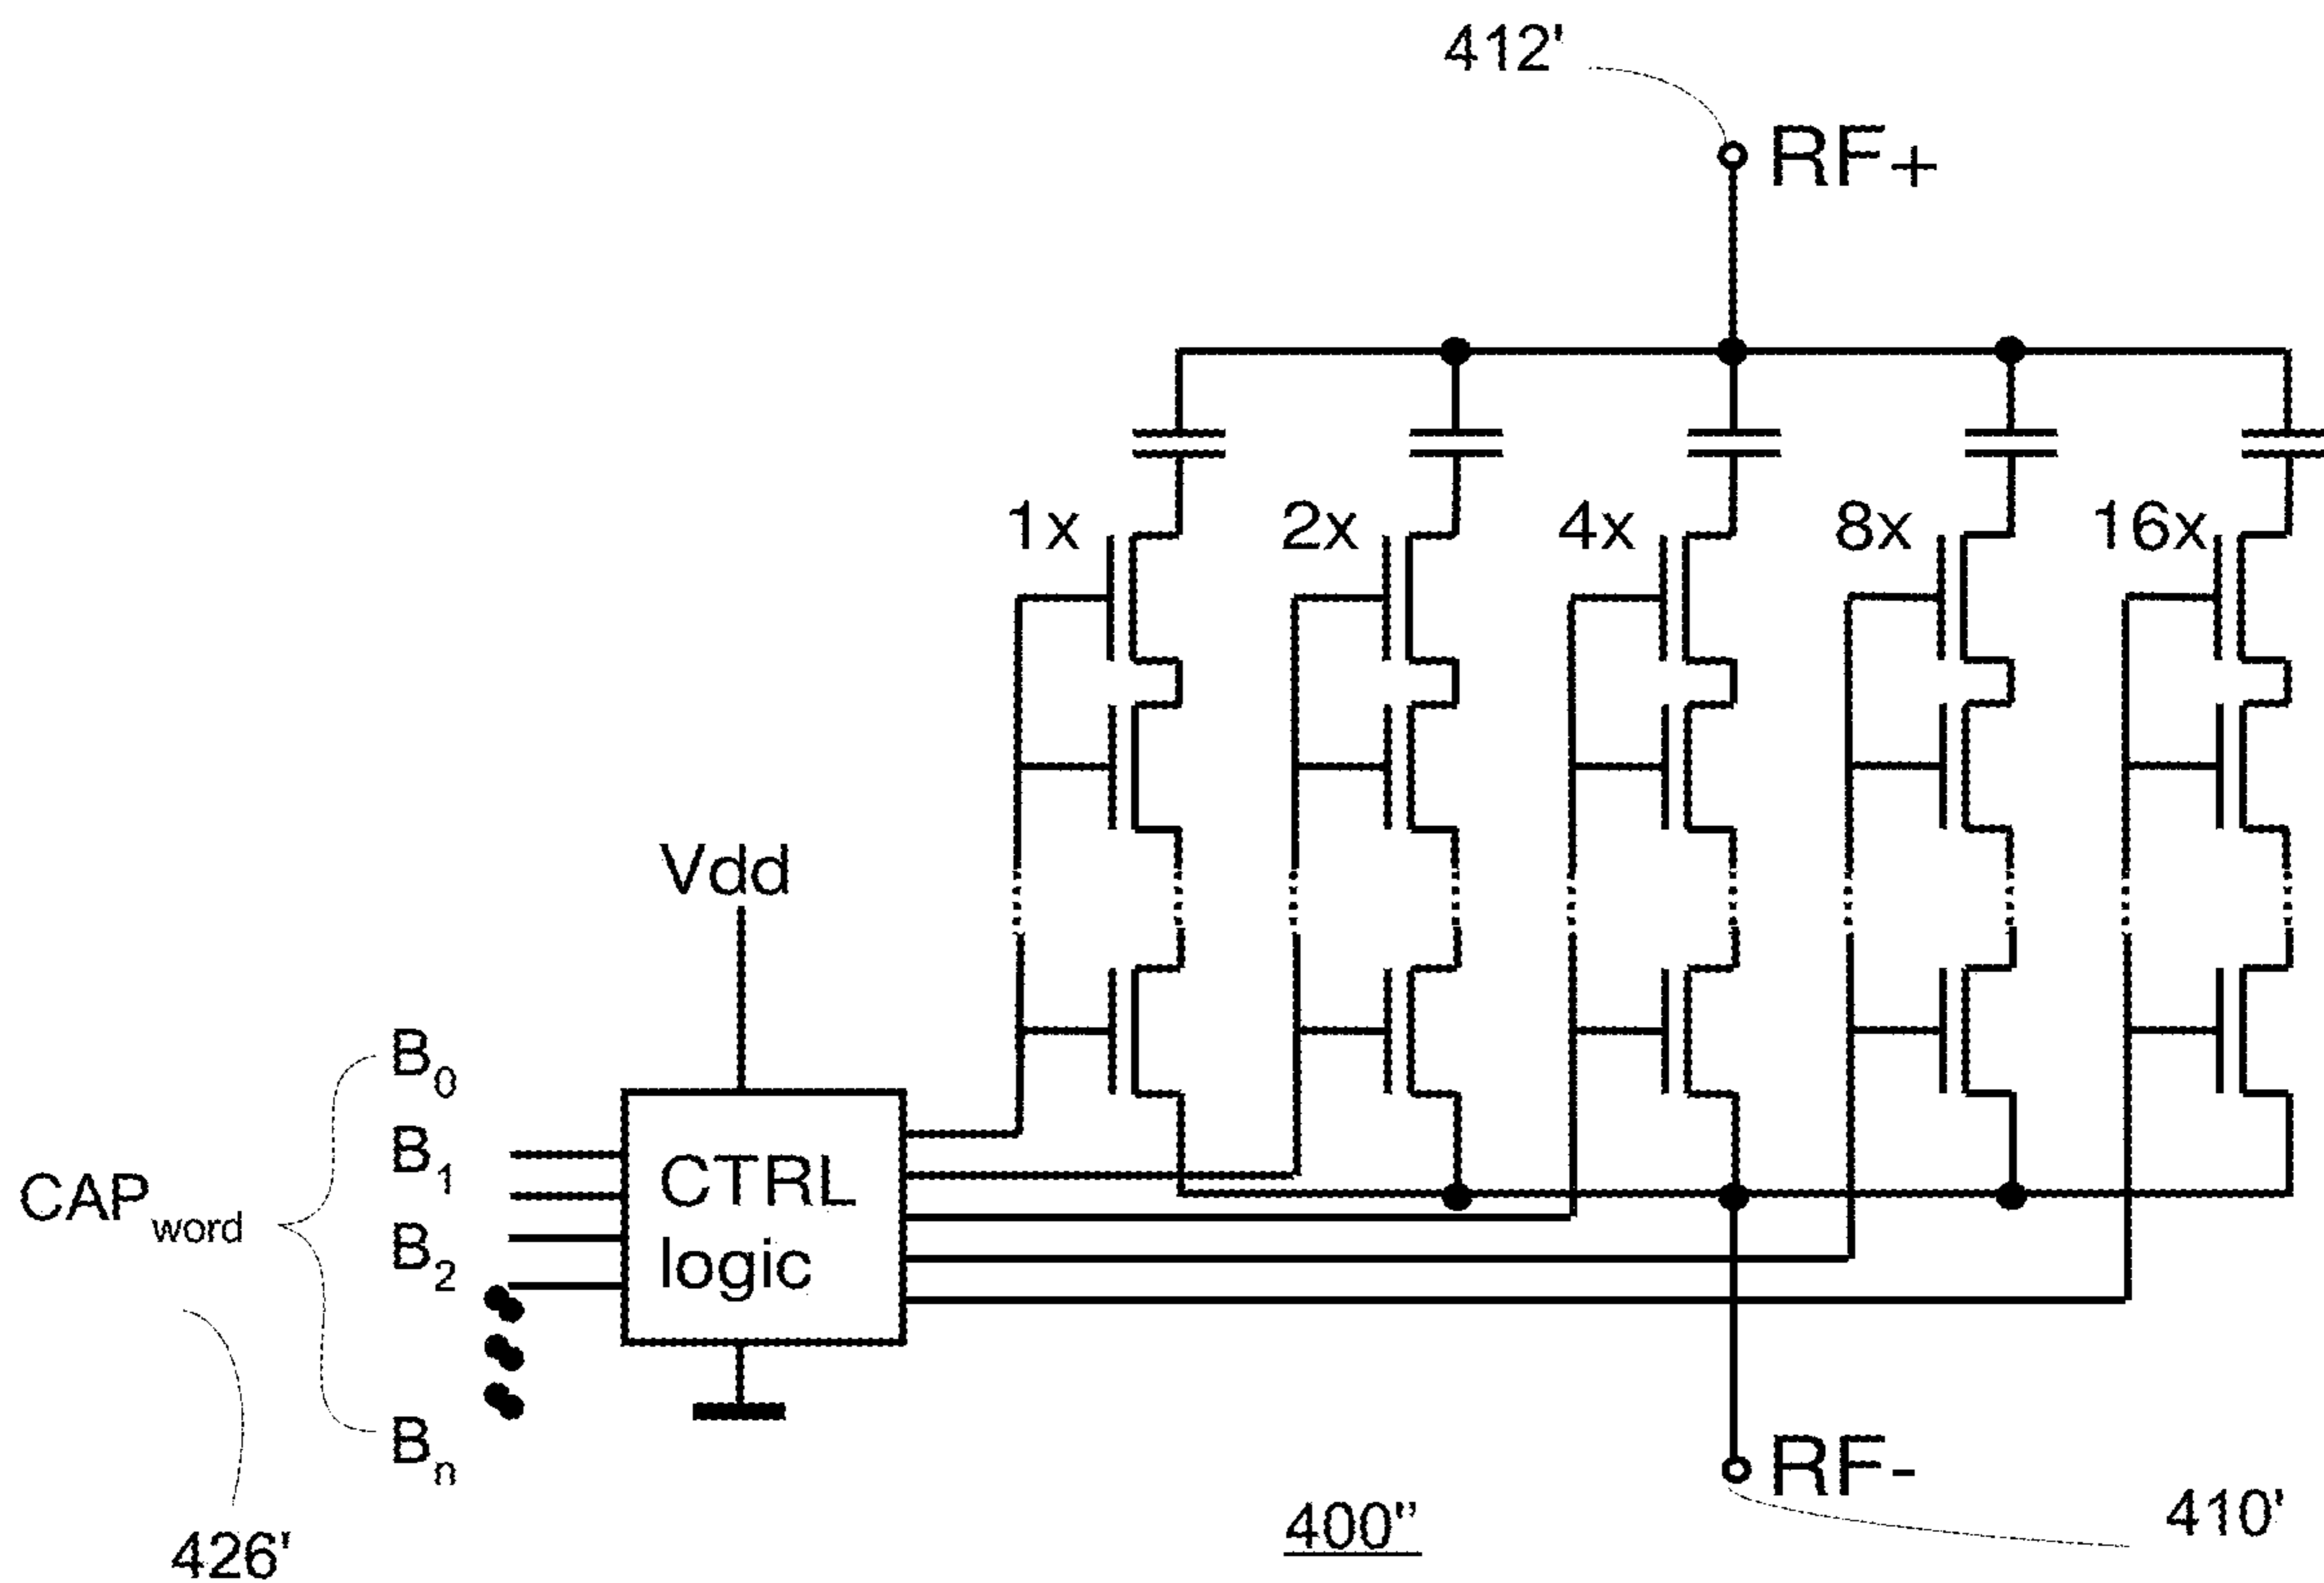 412'
RF+
1x 2x 4x 8x 16x
Vdd
B0
B1
CAPword
B2
Bn
CTRL
logic
RF-
410'
400"
426'